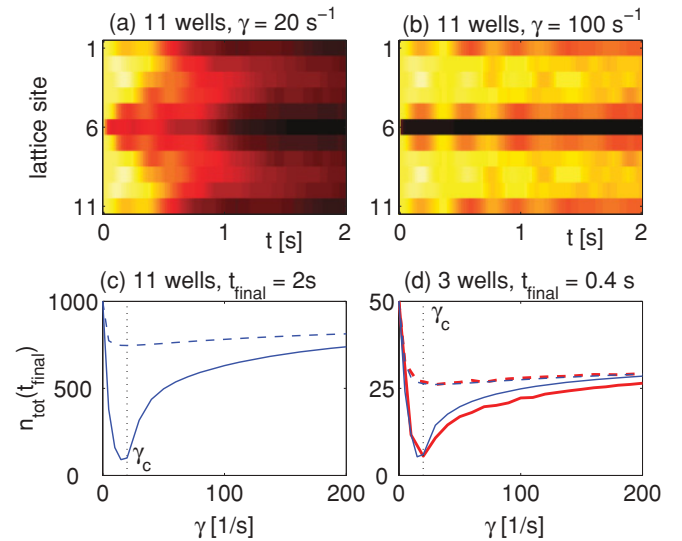 (a) 11 wells, γ = 20 s⁻¹
(b) 11 wells, γ = 100 s⁻¹
lattice site
1
6
11
1
6
11
0
1
2
t [s]
0
1
2
t [s]
(c) 11 wells, t_final = 2s
(d) 3 wells, t_final = 0.4 s
n_tot(t_final)
1000
500
0
γ_c
0
100
200
γ [1/s]
50
25
0
γ_c
0
100
200
γ [1/s]